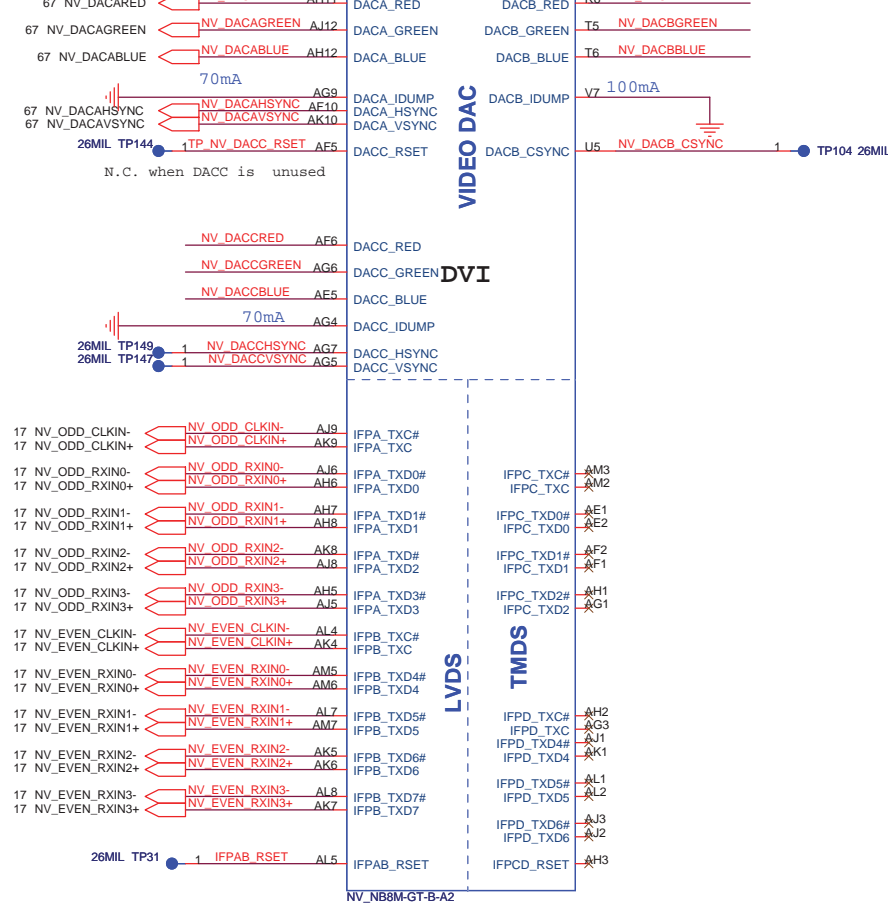 67 NV_DACARED DACA_RED DACB_RED
67 NV_DACAGREEN NV_DACAGREEN AJ12 DACA_GREEN DACB_GREEN T5 NV_DACBGREEN
67 NV_DACABLUE NV_DACABLUE AH12 DACA_BLUE DACB_BLUE T6 NV_DACBBLUE
70mA
AG9 DACA_IDUMP DACB_IDUMP V7 100mA
67 NV_DACAHSYNC NV_DACAHSYNC AF10 DACA_HSYNC
67 NV_DACAVSYNC NV_DACAVSYNC AK10 DACA_VSYNC
VIDEO DAC
26MIL TP144 1 TP_NV_DACC_RSET AF5 DACC_RSET DACB_CSYNC U5 NV_DACB_CSYNC 1 TP104 26MIL
N.C. when DACC is unused
NV_DACCRED AF6 DACC_RED
NV_DACCGREEN AG6 DACC_GREEN DVI
NV_DACCBLUE AE5 DACC_BLUE
70mA AG4 DACC_IDUMP
26MIL TP149 1 NV_DACCHSYNC AG7 DACC_HSYNC
26MIL TP147 1 NV_DACCVSYNC AG5 DACC_VSYNC
17 NV_ODD_CLKIN- NV_ODD_CLKIN- AJ9 IFPA_TXC#
17 NV_ODD_CLKIN+ NV_ODD_CLKIN+ AK9 IFPA_TXC
17 NV_ODD_RXIN0- NV_ODD_RXIN0- AJ6 IFPA_TXD0# IFPC_TXC# AM3
17 NV_ODD_RXIN0+ NV_ODD_RXIN0+ AH6 IFPA_TXD0 IFPC_TXC AM2
17 NV_ODD_RXIN1- NV_ODD_RXIN1- AH7 IFPA_TXD1# IFPC_TXD0# AE1
17 NV_ODD_RXIN1+ NV_ODD_RXIN1+ AH8 IFPA_TXD1 IFPC_TXD0 AE2
17 NV_ODD_RXIN2- NV_ODD_RXIN2- AK8 IFPA_TXD# IFPC_TXD1# AF2
17 NV_ODD_RXIN2+ NV_ODD_RXIN2+ AJ8 IFPA_TXD2 IFPC_TXD1 AF1
17 NV_ODD_RXIN3- NV_ODD_RXIN3- AH5 IFPA_TXD3# IFPC_TXD2# AH1
17 NV_ODD_RXIN3+ NV_ODD_RXIN3+ AJ5 IFPA_TXD3 IFPC_TXD2 AG1
17 NV_EVEN_CLKIN- NV_EVEN_CLKIN- AL4 IFPB_TXC#
17 NV_EVEN_CLKIN+ NV_EVEN_CLKIN+ AK4 IFPB_TXC
LVDS TMDS
17 NV_EVEN_RXIN0- NV_EVEN_RXIN0- AM5 IFPB_TXD4#
17 NV_EVEN_RXIN0+ NV_EVEN_RXIN0+ AM6 IFPB_TXD4
17 NV_EVEN_RXIN1- NV_EVEN_RXIN1- AL7 IFPB_TXD5# IFPD_TXC# AH2
17 NV_EVEN_RXIN1+ NV_EVEN_RXIN1+ AM7 IFPB_TXD5 IFPD_TXC AG3
IFPD_TXD4# AJ1
17 NV_EVEN_RXIN2- NV_EVEN_RXIN2- AK5 IFPB_TXD6# IFPD_TXD4 AK1
17 NV_EVEN_RXIN2+ NV_EVEN_RXIN2+ AK6 IFPB_TXD6
IFPD_TXD5# AL1
17 NV_EVEN_RXIN3- NV_EVEN_RXIN3- AL8 IFPB_TXD7# IFPD_TXD5 AL2
17 NV_EVEN_RXIN3+ NV_EVEN_RXIN3+ AK7 IFPB_TXD7
IFPD_TXD6# AJ3
IFPD_TXD6 AJ2
26MIL TP31 1 IFPAB_RSET AL5 IFPAB_RSET IFPCD_RSET AH3
NV_NB8M-GT-B-A2